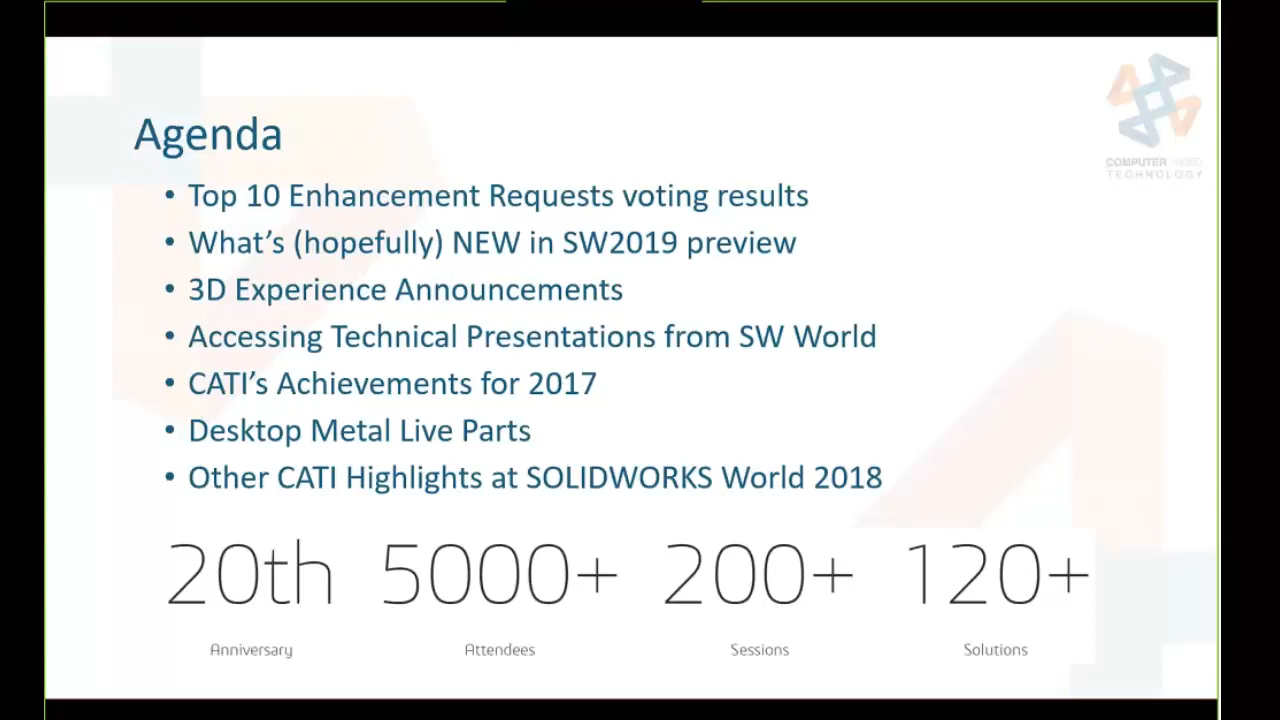 Agenda
• Top 10 Enhancement Requests voting results
• What's (hopefully) NEW in SW2019 preview
• 3D Experience Announcements
• Accessing Technical Presentations from SW World
• CATI's Achievements for 2017
• Desktop Metal Live Parts
• Other CATI Highlights at SOLIDWORKS World 2018
20th 5000+ 200+ 120+
Anniversary Attendees Sessions Solutions
COMPUTER AIDED
TECHNOLOGY